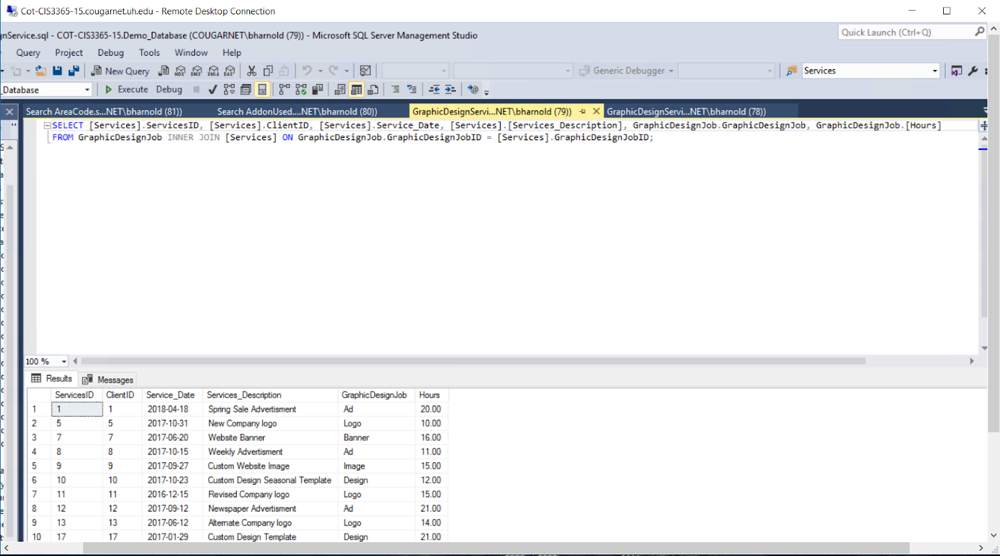 Cot-CIS3365-15.cougarnet.uh.edu - Remote Desktop Connection
nService.sql - COT-CIS3365-15.Demo_Database (COUGARNET\bharnold (79)) - Microsoft SQL Server Management Studio
Quick Launch (Ctrl+Q)
Query Project Debug Tools Window Help
New Query MDX DMX XMLA DAX Generic Debugger Services
_Database Execute Debug
Search AreaCode.s...NET\bharnold (81)) Search AddonUsed....NET\bharnold (80)) GraphicDesignServi...NET\bharnold (79)) GraphicDesignServi...NET\bharnold (78))
SELECT [Services].ServicesID, [Services].ClientID, [Services].Service_Date, [Services].[Services_Description], GraphicDesignJob.GraphicDesignJob, GraphicDesignJob.[Hours]
FROM GraphicDesignJob INNER JOIN [Services] ON GraphicDesignJob.GraphicDesignJobID = [Services].GraphicDesignJobID;
100 %
Results Messages
ServicesID ClientID Service_Date Services_Description GraphicDesignJob Hours
1 1 1 2018-04-18 Spring Sale Advertisment Ad 20.00
2 5 5 2017-10-31 New Company logo Logo 10.00
3 7 7 2017-06-20 Website Banner Banner 16.00
4 8 8 2017-10-15 Weekly Advertisment Ad 11.00
5 9 9 2017-09-27 Custom Website Image Image 15.00
6 10 10 2017-10-23 Custom Design Seasonal Template Design 12.00
7 11 11 2016-12-15 Revised Company logo Logo 15.00
8 12 12 2017-09-12 Newspaper Advertisment Ad 21.00
9 13 13 2017-06-12 Alternate Company logo Logo 14.00
10 17 17 2017-01-29 Custom Design Template Design 21.00